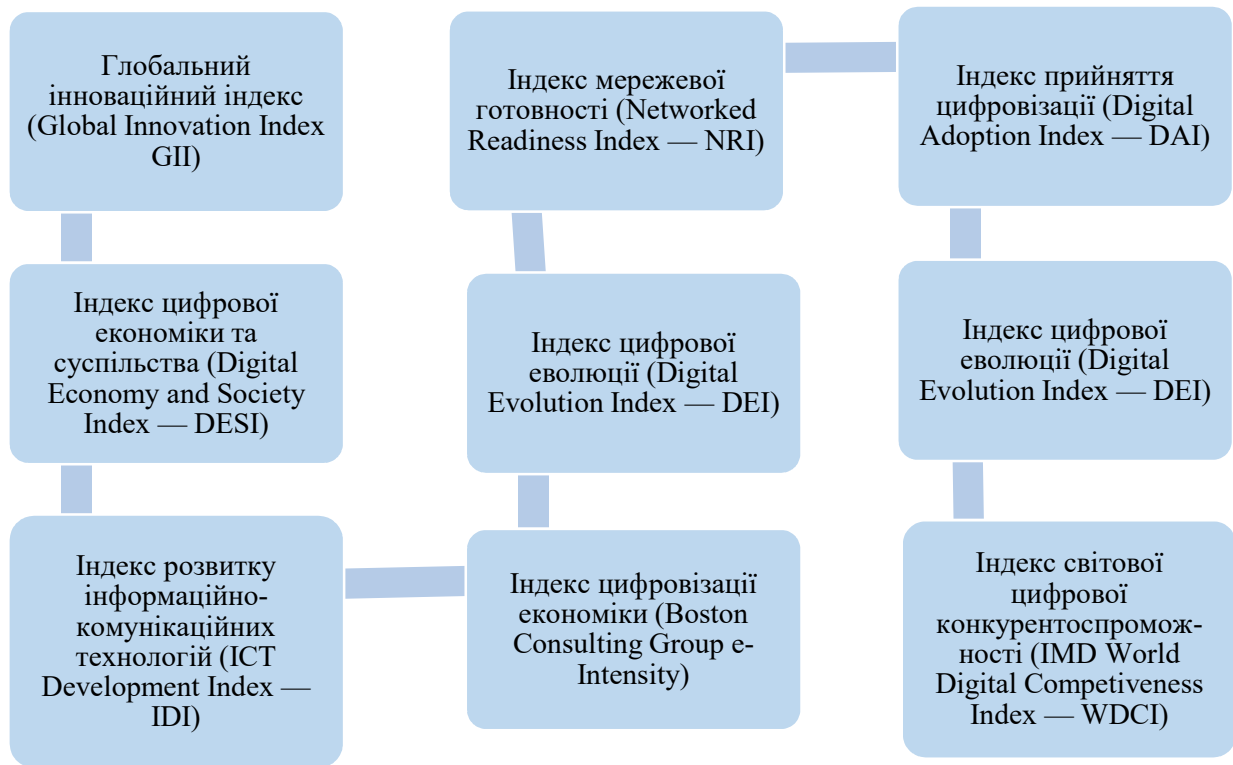 Глобальний
інноваційний індекс
(Global Innovation Index
GII)
Індекс цифрової
економіки та
суспільства (Digital
Economy and Society
Index — DESI)
Індекс розвитку
інформаційно-
комунікаційних
технологій (ICT
Development Index —
IDI)
Індекс цифровізації
економіки (Boston
Consulting Group e-
Intensity)
Індекс цифрової
еволюції (Digital
Evolution Index — DEI)
Індекс мережевої
готовності (Networked
Readiness Index — NRI)
Індекс прийняття
цифровізації (Digital
Adoption Index — DAI)
Індекс цифрової
еволюції (Digital
Evolution Index — DEI)
Індекс світової
цифрової
конкурентоспромож-
ності (IMD World
Digital Competiveness
Index — WDCI)